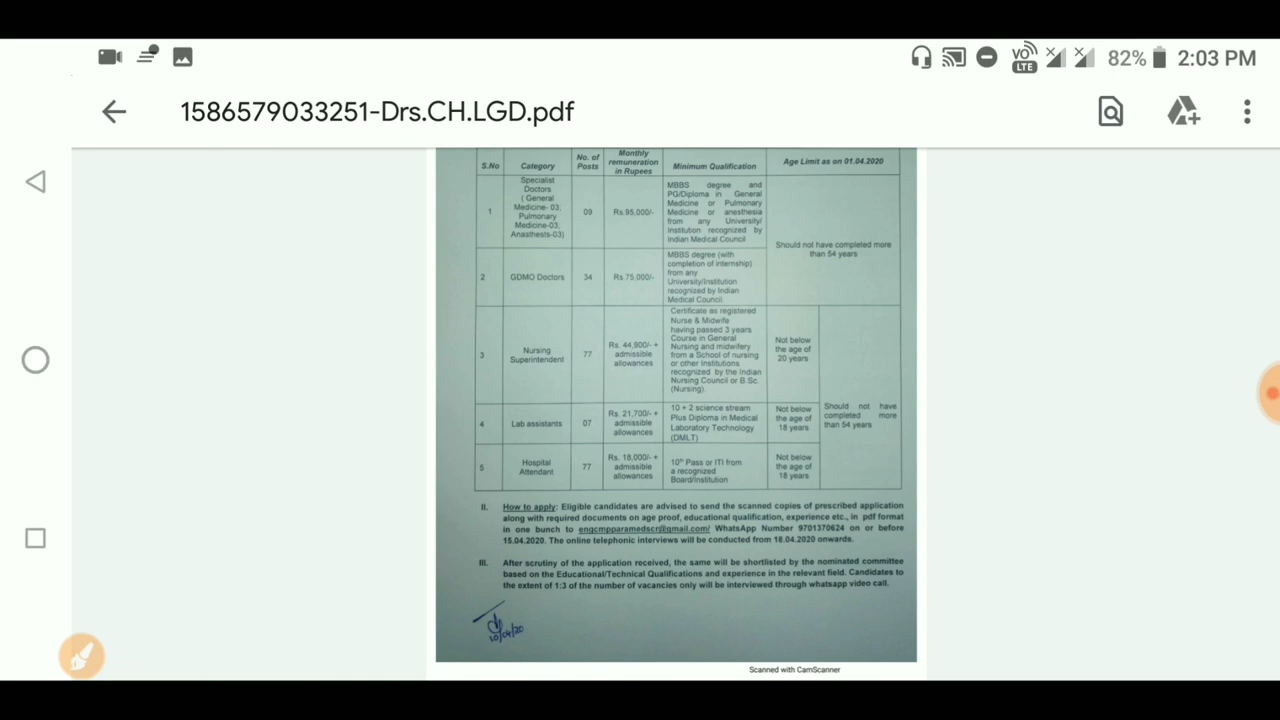 VO
LTE
82%
2:03 PM
1586579033251-Drs.CH.LGD.pdf
S.No
Category
No. of
Posts
Monthly
remuneration
in Rupees
Minimum Qualification
Age Limit as on 01.04.2020
1
Specialist
Doctors
( General
Medicine- 03,
Pulmonary
Medicine-03,
Anasthests-03)
09
Rs.95,000/-
MBBS degree and
PG/Diploma in General
Medicine or Pulmonary
Medicine or anesthesia
from any University/
Institution recognized by
Indian Medical Council
Should not have completed more
than 54 years
2
GDMO Doctors
34
Rs.75,000/-
MBBS degree (with
completion of internship)
from any
University/Institution
recognized by Indian
Medical Council.
3
Nursing
Superintendent
77
Rs. 44,900/- +
admissible
allowances
Certificate as registered
Nurse & Midwife
having passed 3 years
Course in General
Nursing and midwifery
from a School of nursing
or other Institutions
recognized by the Indian
Nursing Council or B.Sc.
(Nursing).
Not below
the age of
20 years
Should not have
completed more
than 54 years
4
Lab assistants
07
Rs. 21,700/- +
admissible
allowances
10 + 2 science stream
Plus Diploma in Medical
Laboratory Technology
(DMLT)
Not below
the age of
18 years
5
Hospital
Attendant
77
Rs. 18,000/- +
admissible
allowances
10th Pass or ITI from
a recognized
Board/Institution
Not below
the age of
18 years
II. How to apply: Eligible candidates are advised to send the scanned copies of prescribed application
along with required documents on age proof, educational qualification, experience etc., in pdf format
in one bunch to engcmpparamedscr@gmail.com/ WhatsApp Number 9701370624 on or before
15.04.2020. The online telephonic interviews will be conducted from 18.04.2020 onwards.
III. After scrutiny of the application received, the same will be shortlisted by the nominated committee
based on the Educational/Technical Qualifications and experience in the relevant field. Candidates to
the extent of 1:3 of the number of vacancies only will be interviewed through whatsapp video call.
10/04/20
Scanned with CamScanner